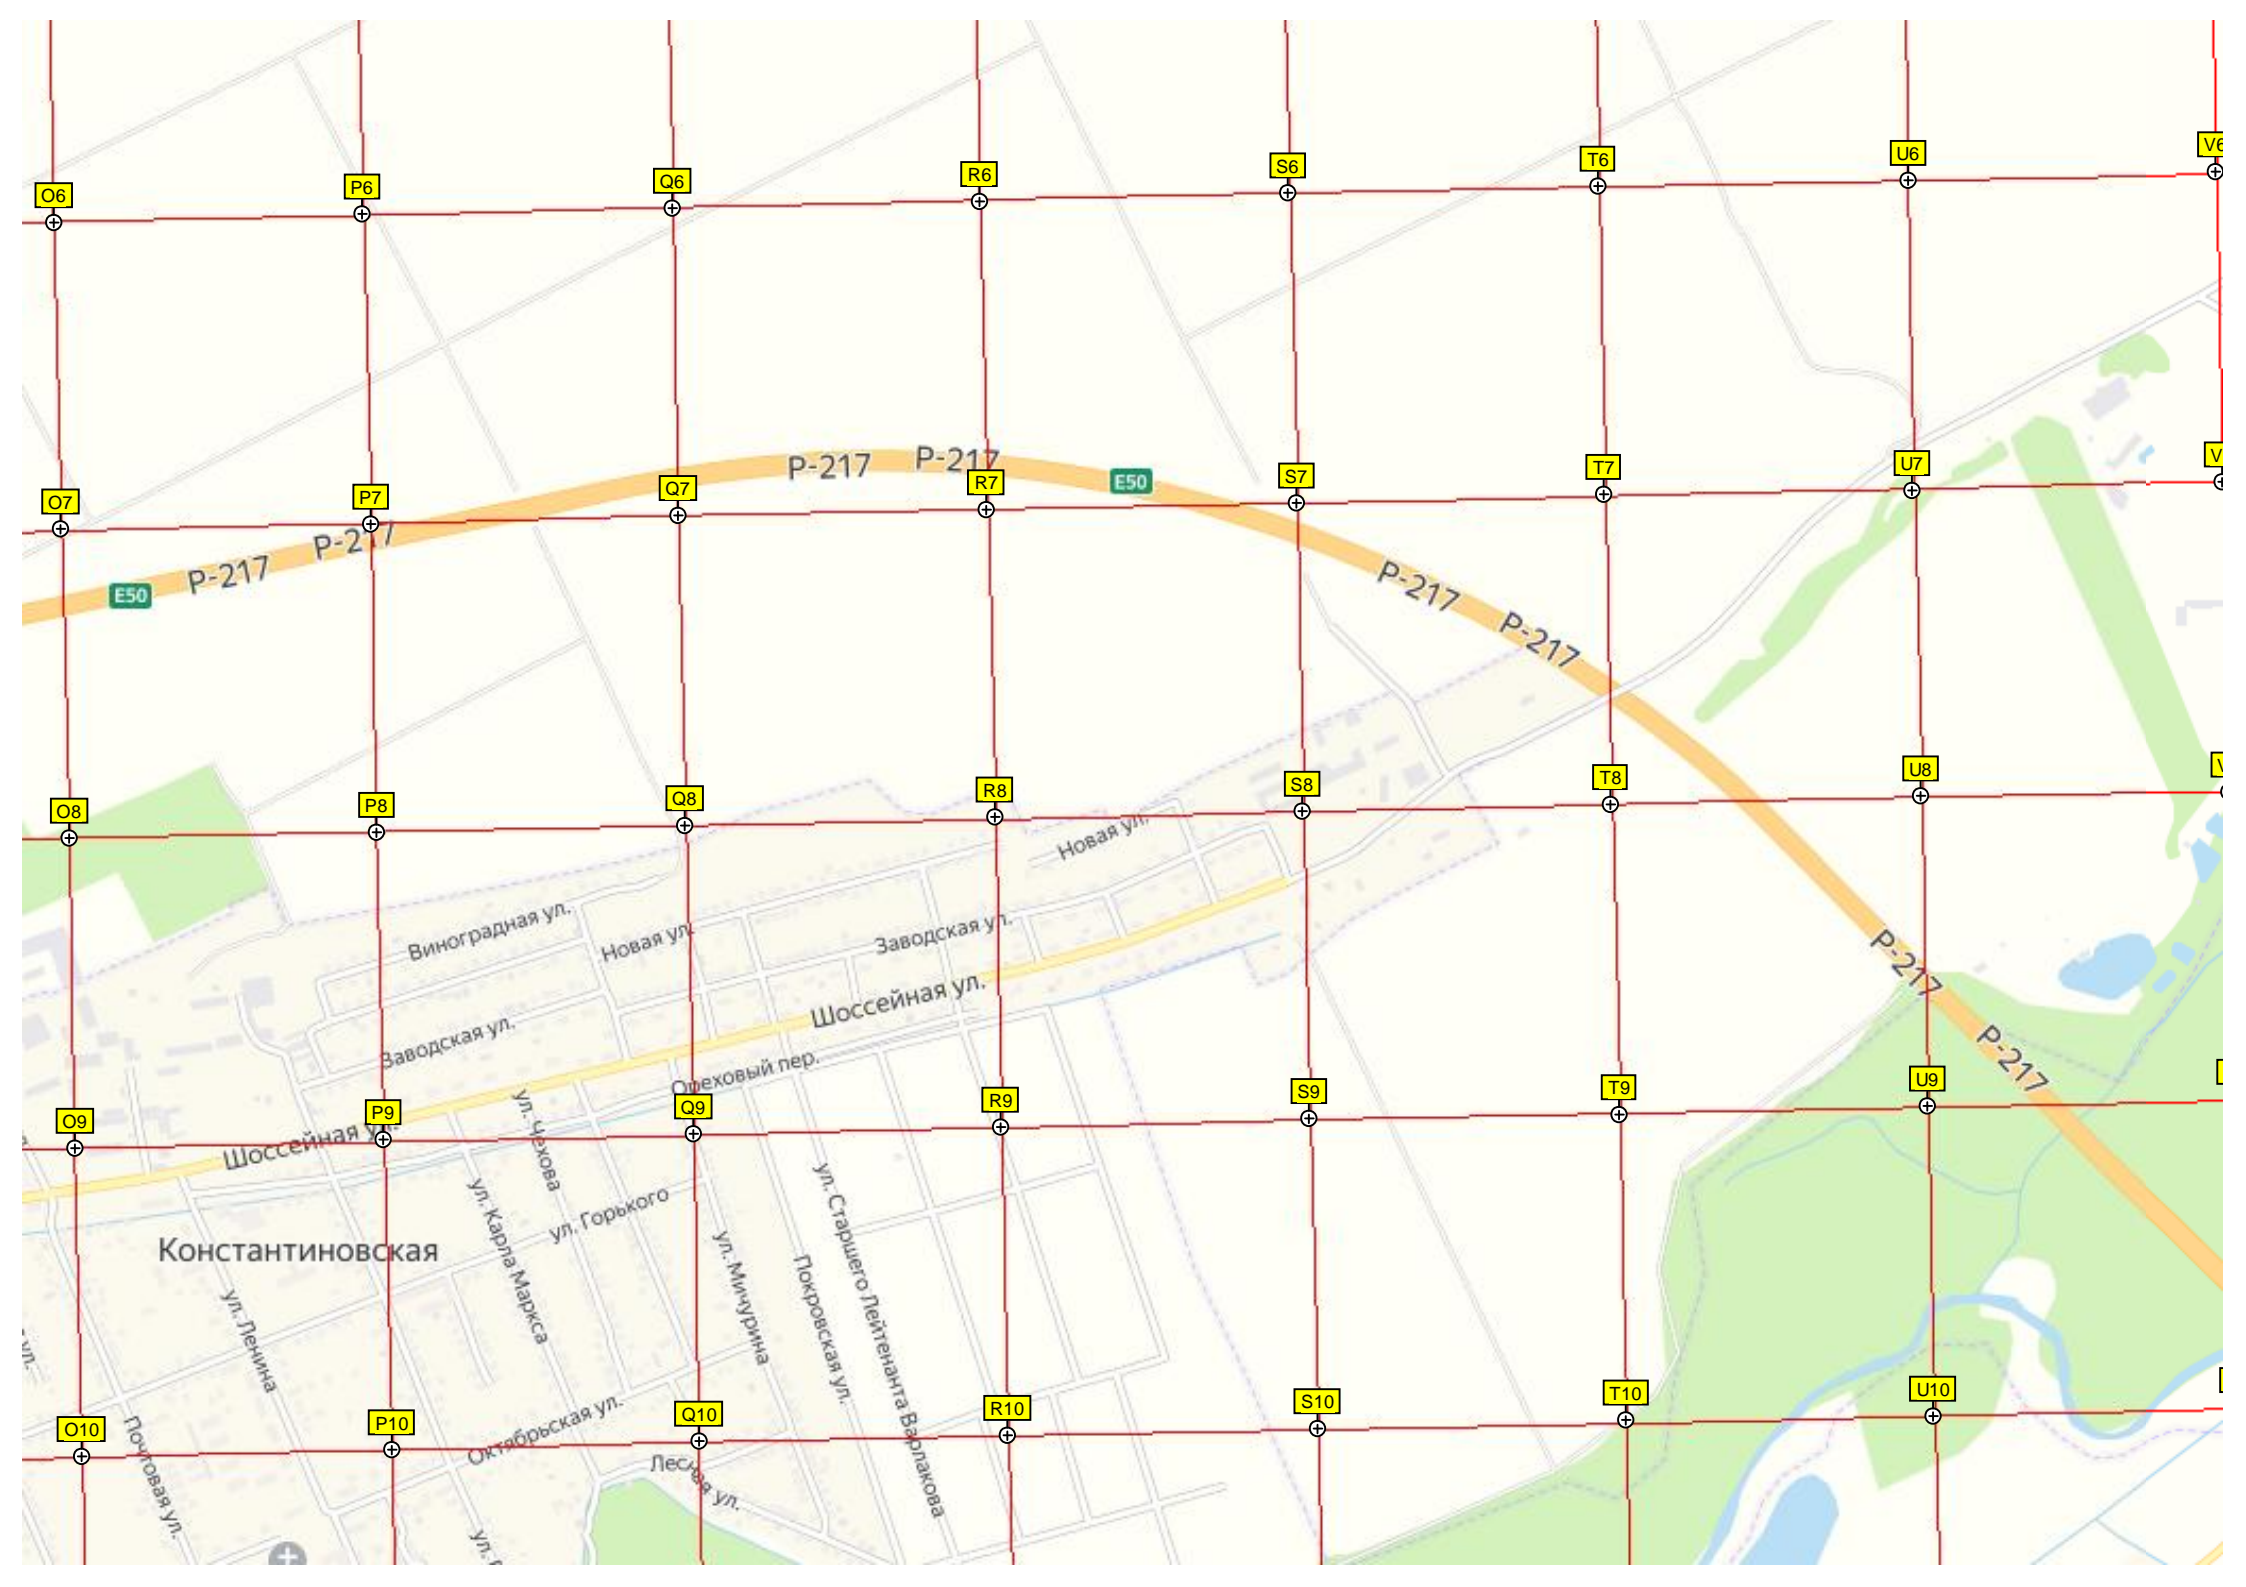 O6
P6
Q6
R6
S6
T6
U6
V6
O7
P7
Q7
R7
S7
T7
U7
P-217
P-217
E50
P-217
P-217
E50
P-217
P-217
O8
P8
Q8
R8
S8
T8
U8
Новая ул.
Виноградная ул.
Новая ул.
Заводская ул.
Шоссейная ул.
Заводская ул.
Ореховый пер.
P-217
P-217
O9
P9
Q9
R9
S9
T9
U9
Шоссейная ул.
ул. Чехова
ул. Карла Маркса
ул. Горького
ул. Мичурина
Покровская ул.
ул. Старшего Лейтенанта Варлакова
Константиновская
ул. Ленина
ул.
O10
P10
Q10
R10
S10
T10
U10
Почтовая ул.
Октябрьская ул.
Лесная ул.
ул.